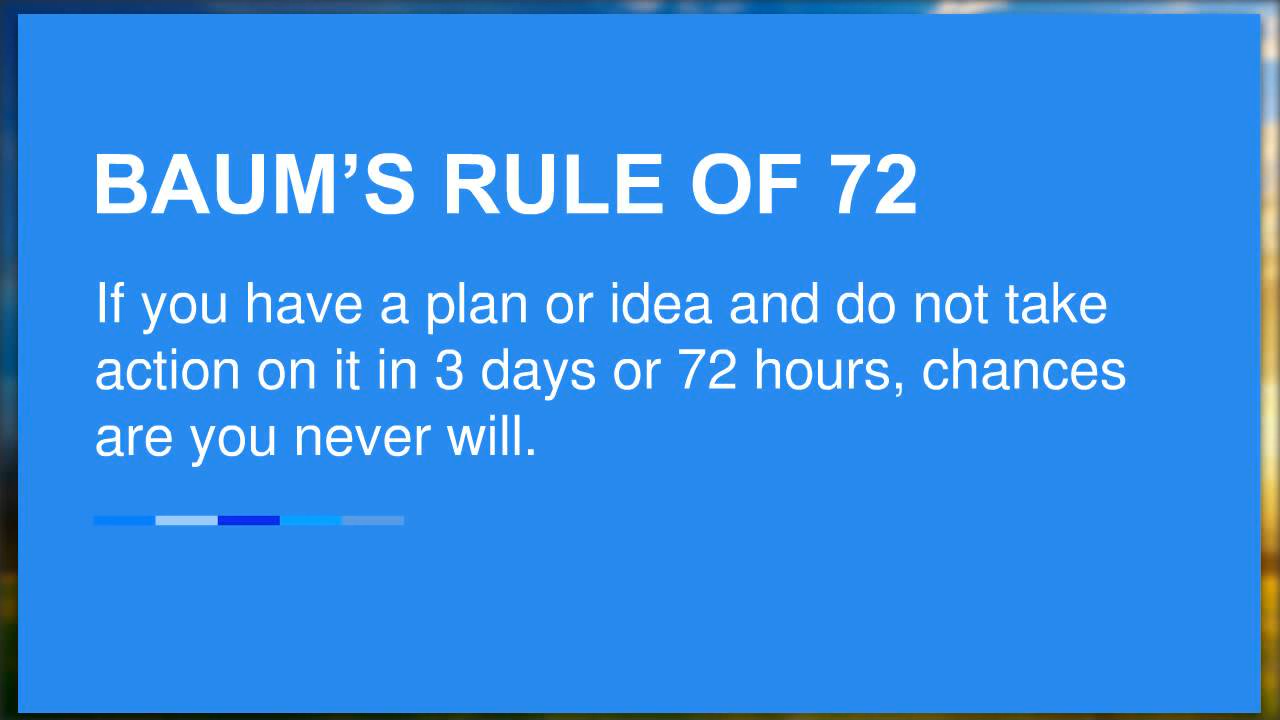 BAUM’S RULE OF 72
If you have a plan or idea and do not take
action on it in 3 days or 72 hours, chances
are you never will.